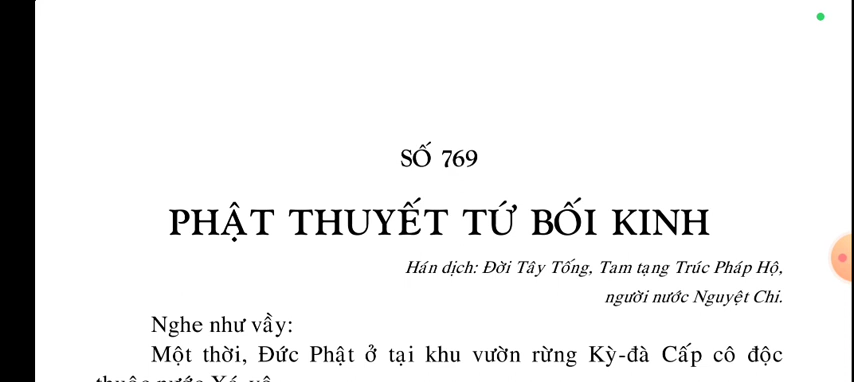 SỐ 769
PHẬT THUYẾT TỨ BỐI KINH
Hán dịch: Đời Tây Tống, Tam tạng Trúc Pháp Hộ,
người nước Nguyệt Chi.
Nghe như vầy:
Một thời, Đức Phật ở tại khu vườn rừng Kỳ-đà Cấp cô độc